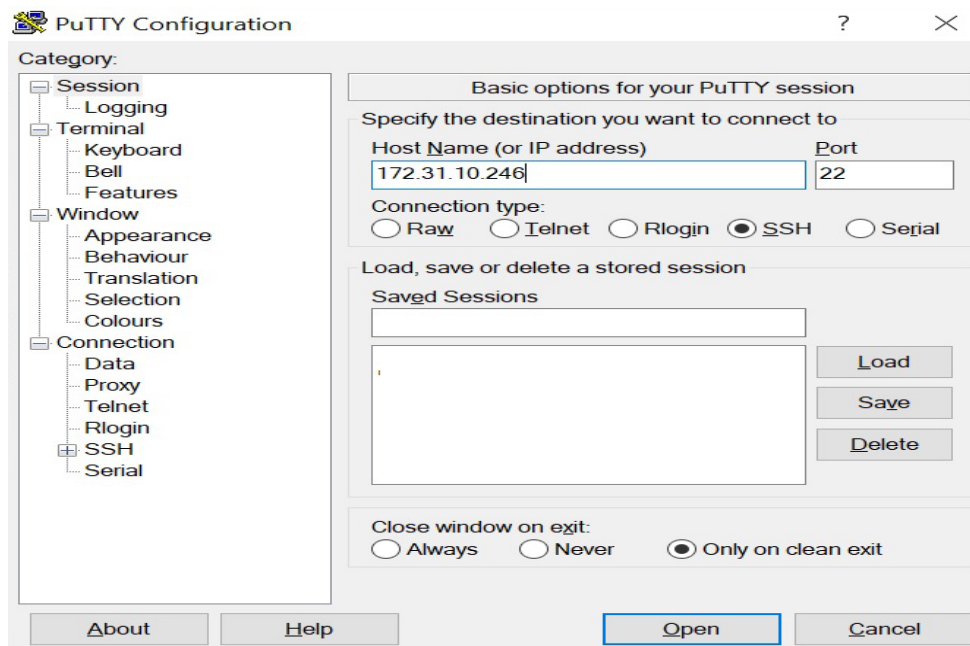 PuTTY Configuration
?
Category:
Session
Logging
Terminal
Keyboard
Bell
Features
Window
Appearance
Behaviour
Translation
Selection
Colours
Connection
Data
Proxy
Telnet
Rlogin
SSH
Serial
Basic options for your PuTTY session
Specify the destination you want to connect to
Host Name (or IP address) Port
172.31.10.246 22
Connection type:
Raw Telnet Rlogin SSH Serial
Load, save or delete a stored session
Saved Sessions
Load
Save
Delete
Close window on exit:
Always Never Only on clean exit
About Help Open Cancel